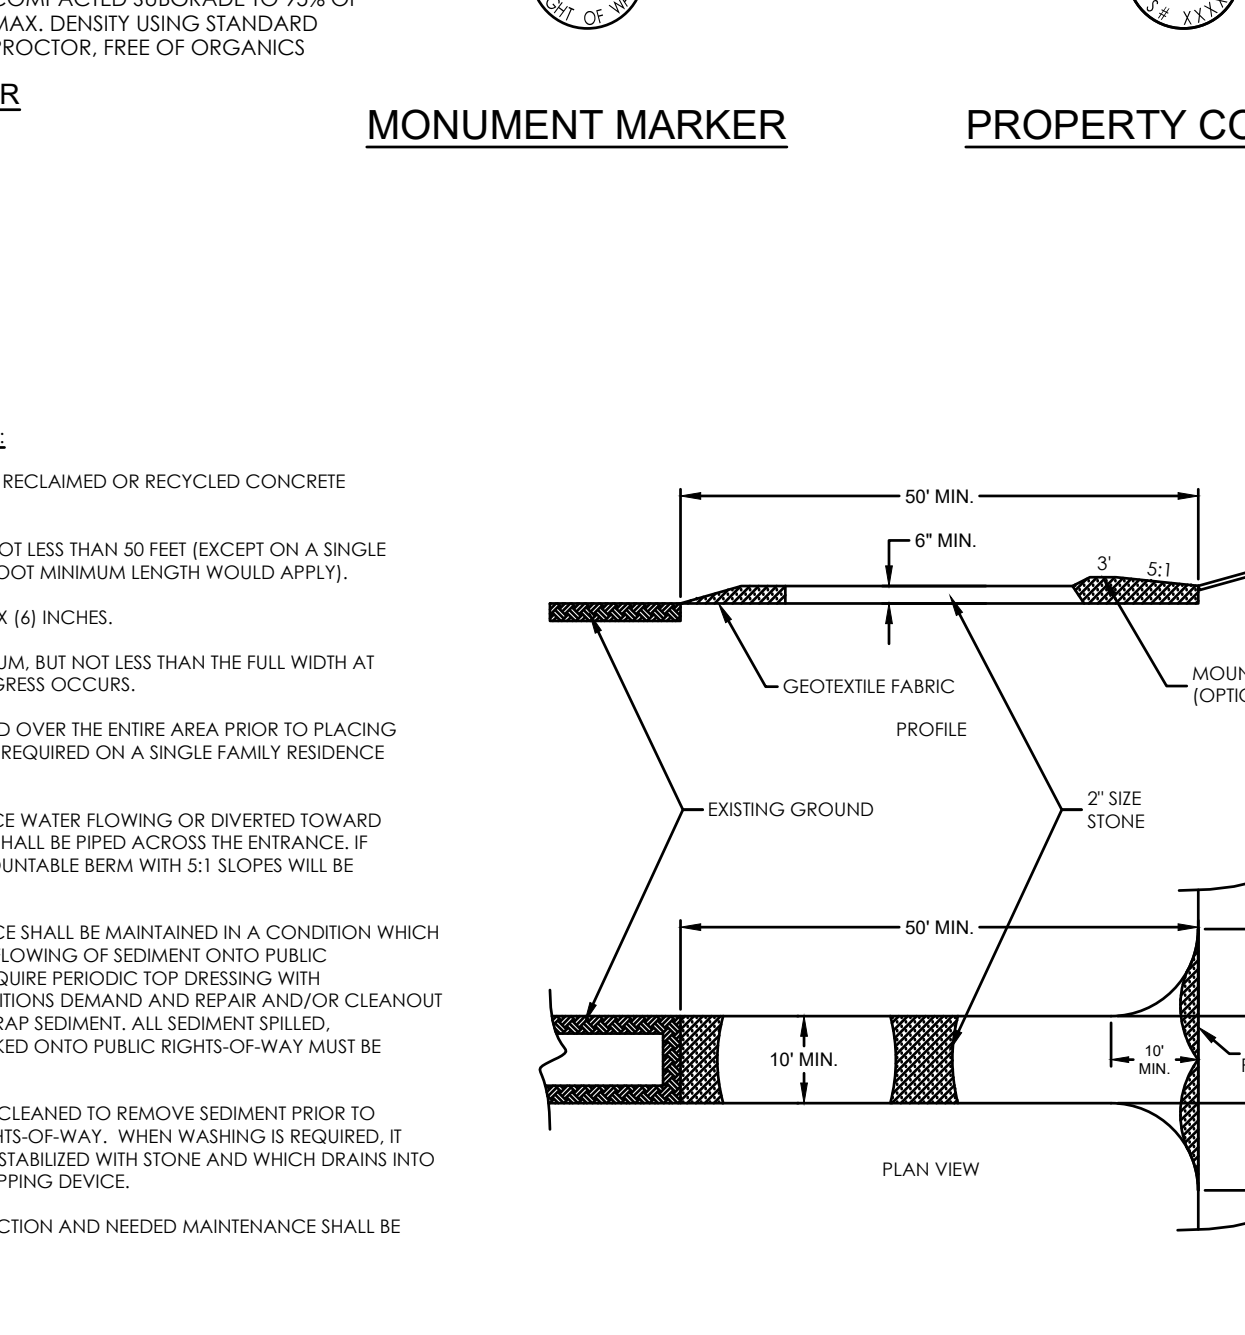 COMPACTED SUBGRADE TO 95% OF
MAX. DENSITY USING STANDARD
PROCTOR, FREE OF ORGANICS
R
GHT OF W
S# XXXX
MONUMENT MARKER
PROPERTY CO
:
RECLAIMED OR RECYCLED CONCRETE
OT LESS THAN 50 FEET (EXCEPT ON A SINGLE
OOT MINIMUM LENGTH WOULD APPLY).
X (6) INCHES.
UM, BUT NOT LESS THAN THE FULL WIDTH AT
GRESS OCCURS.
D OVER THE ENTIRE AREA PRIOR TO PLACING
REQUIRED ON A SINGLE FAMILY RESIDENCE
CE WATER FLOWING OR DIVERTED TOWARD
SHALL BE PIPED ACROSS THE ENTRANCE. IF
OUNTABLE BERM WITH 5:1 SLOPES WILL BE
CE SHALL BE MAINTAINED IN A CONDITION WHICH
FLOWING OF SEDIMENT ONTO PUBLIC
QUIRE PERIODIC TOP DRESSING WITH
ITIONS DEMAND AND REPAIR AND/OR CLEANOUT
RAP SEDIMENT. ALL SEDIMENT SPILLED,
KED ONTO PUBLIC RIGHTS-OF-WAY MUST BE
CLEANED TO REMOVE SEDIMENT PRIOR TO
HTS-OF-WAY. WHEN WASHING IS REQUIRED, IT
STABILIZED WITH STONE AND WHICH DRAINS INTO
PPING DEVICE.
CTION AND NEEDED MAINTENANCE SHALL BE
50' MIN.
6" MIN.
3'
5:1
GEOTEXTILE FABRIC
MOUN
(OPTIO
PROFILE
EXISTING GROUND
2" SIZE
STONE
50' MIN.
10' MIN.
10'
MIN.
PLAN VIEW